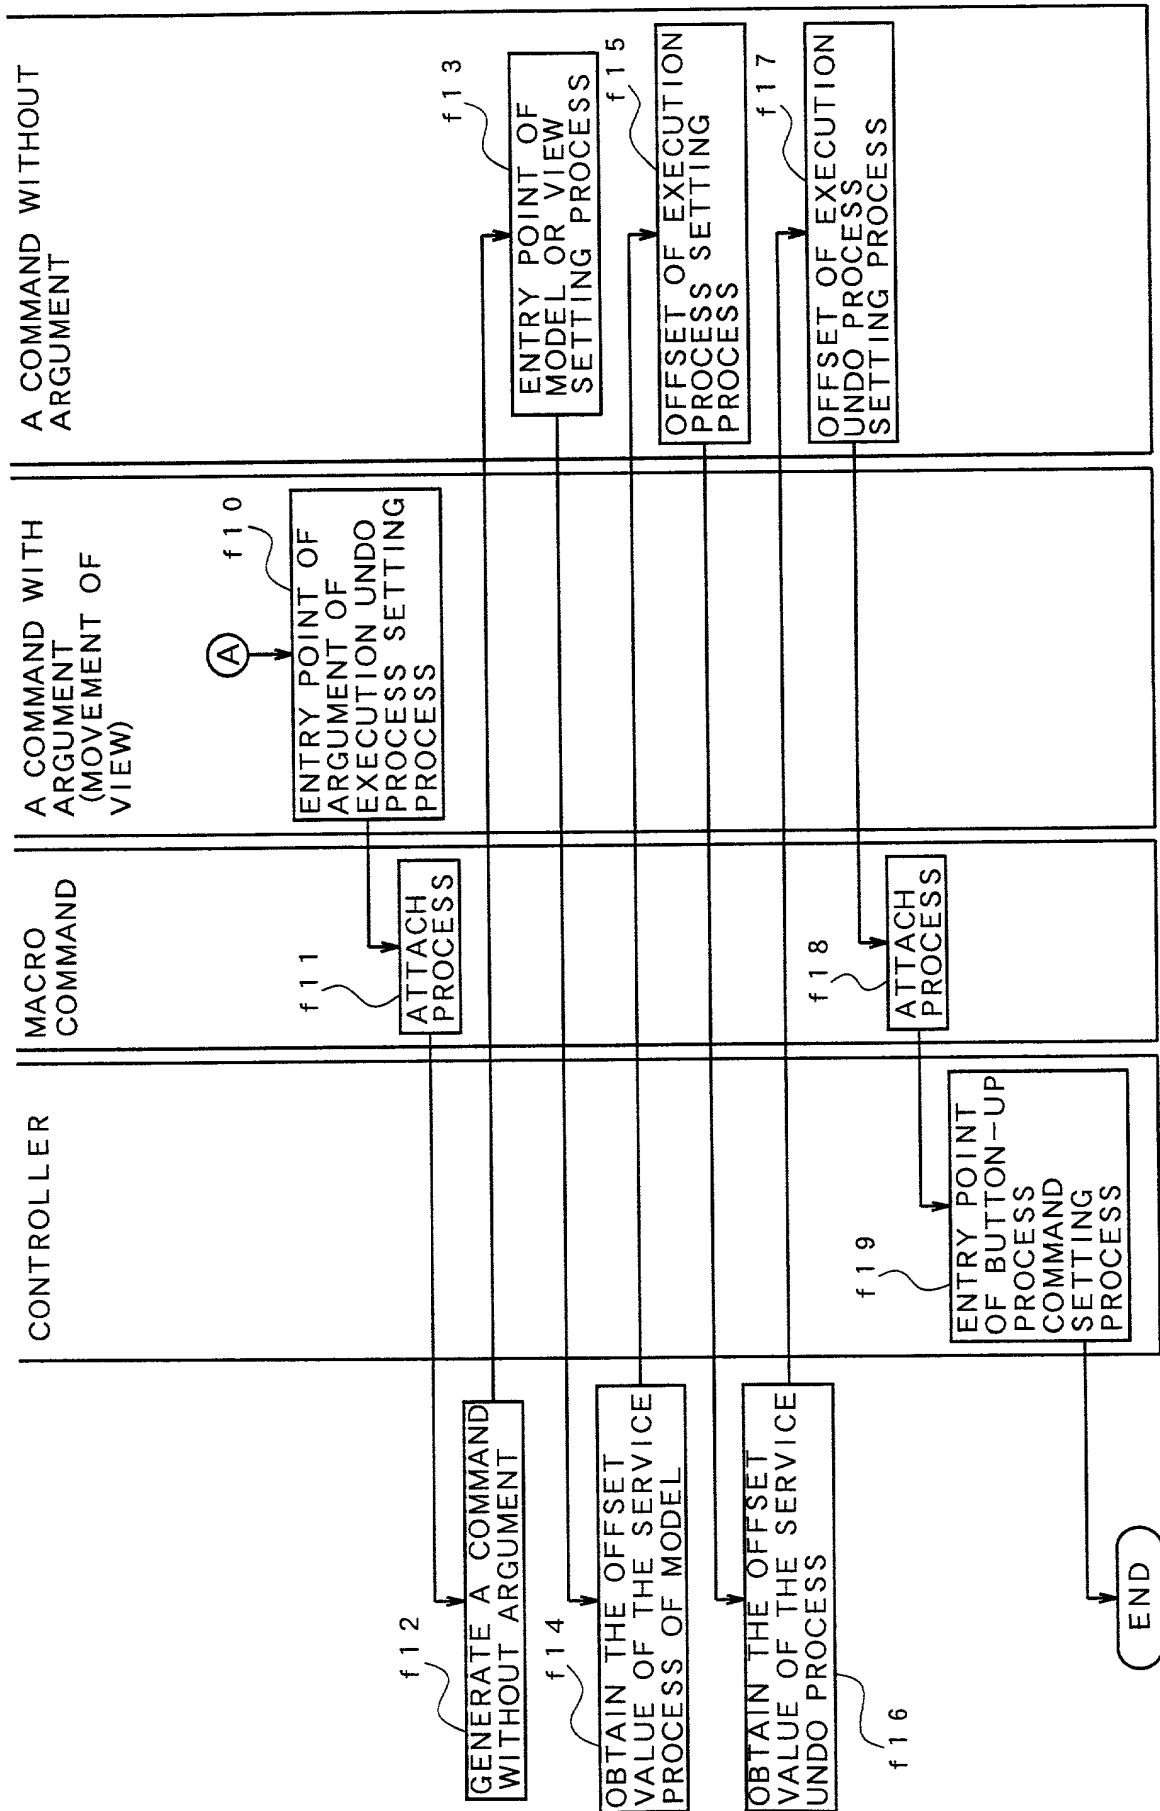 CONTROLLER
MACRO
COMMAND
A COMMAND WITH
ARGUMENT
(MOVEMENT OF
VIEW)
A COMMAND WITHOUT
ARGUMENT
A
f10
ENTRY POINT OF
ARGUMENT OF
EXECUTION UNDO
PROCESS SETTING
PROCESS
f11
ATTACH
PROCESS
f12
GENERATE A COMMAND
WITHOUT ARGUMENT
f13
ENTRY POINT OF
MODEL OR VIEW
SETTING PROCESS
f14
OBTAIN THE OFFSET
VALUE OF THE SERVICE
PROCESS OF MODEL
f15
OFFSET OF EXECUTION
PROCESS SETTING
PROCESS
f16
OBTAIN THE OFFSET
VALUE OF THE SERVICE
UNDO PROCESS
f17
OFFSET OF EXECUTION
UNDO PROCESS
SETTING PROCESS
f18
ATTACH
PROCESS
f19
ENTRY POINT
OF BUTTON-UP
PROCESS
COMMAND
SETTING
PROCESS
END